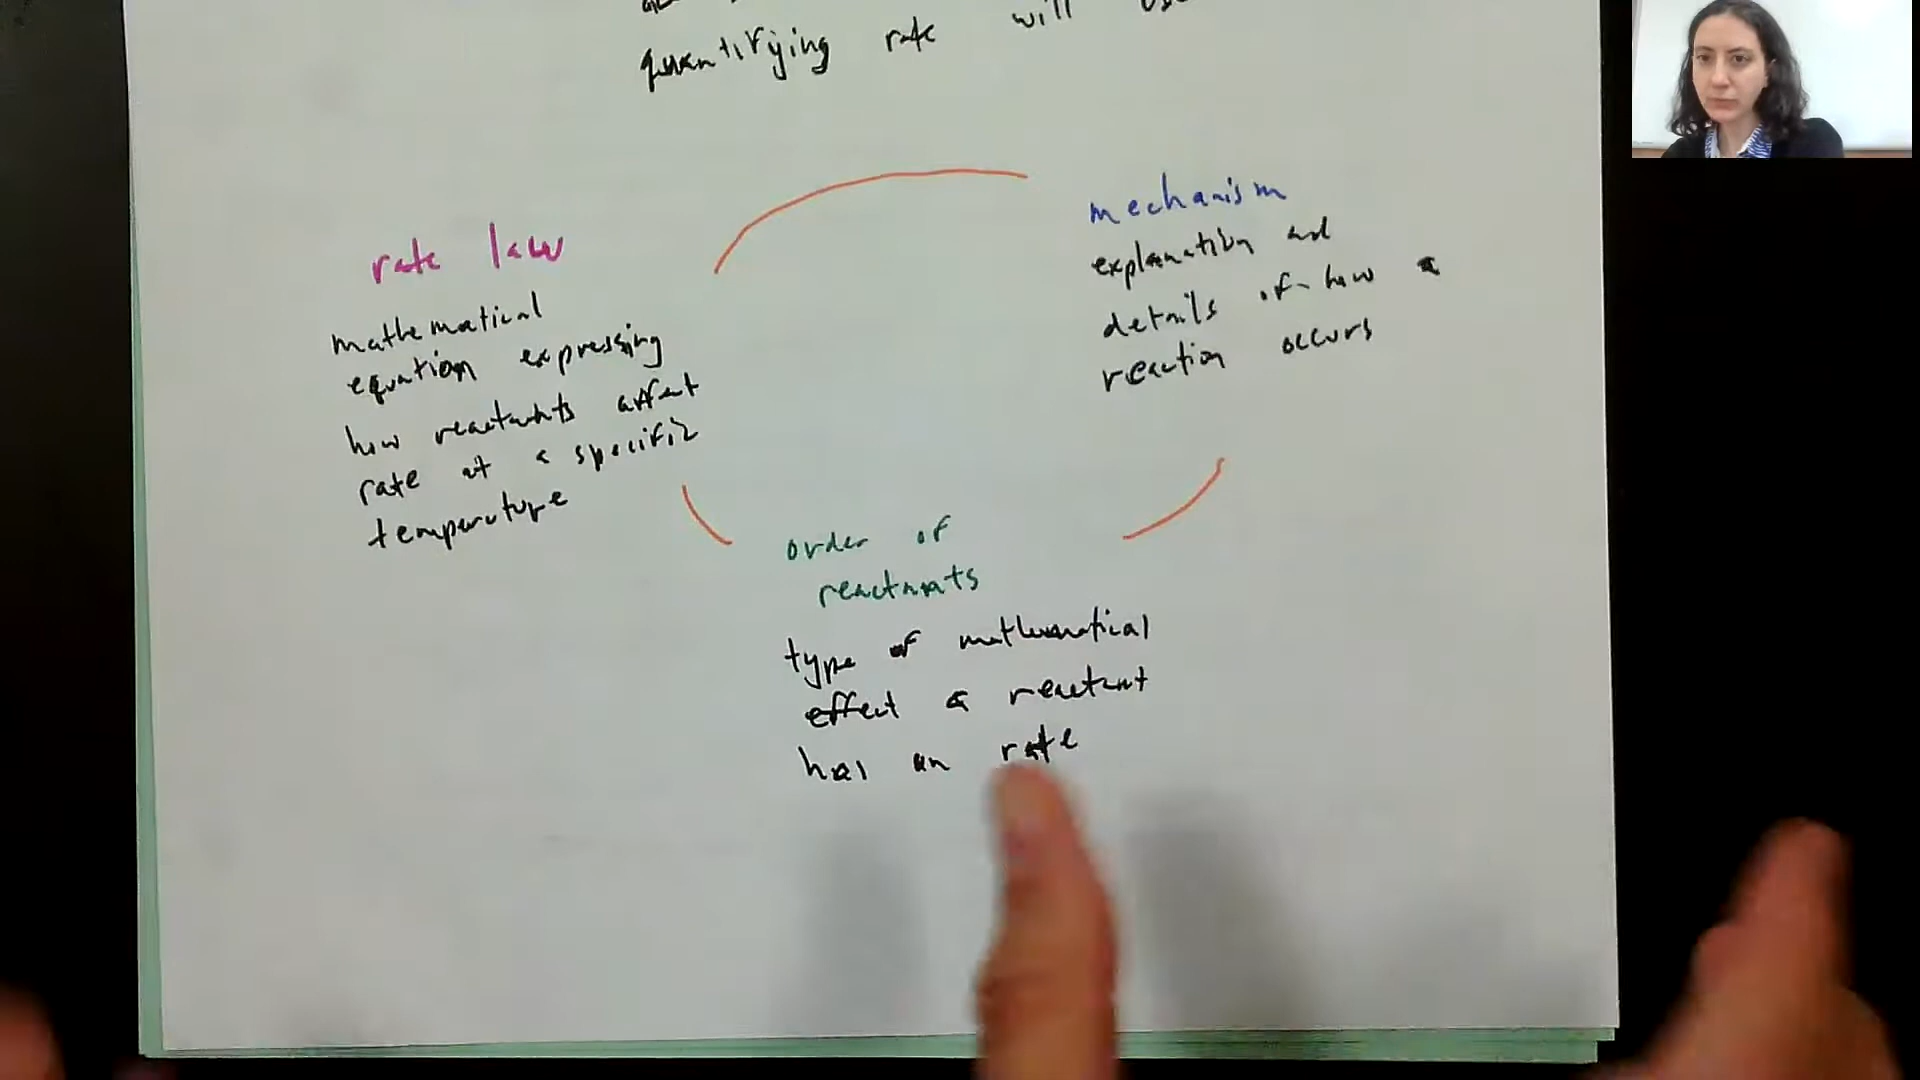 quantifying rate will
rate law
mathematical
equation expressing
how reactants affect
rate at a specific
temperature
mechanism
explanation and
details of how a
reaction occurs
order of
reactants
type of mathematical
effect a reactant
has on rate